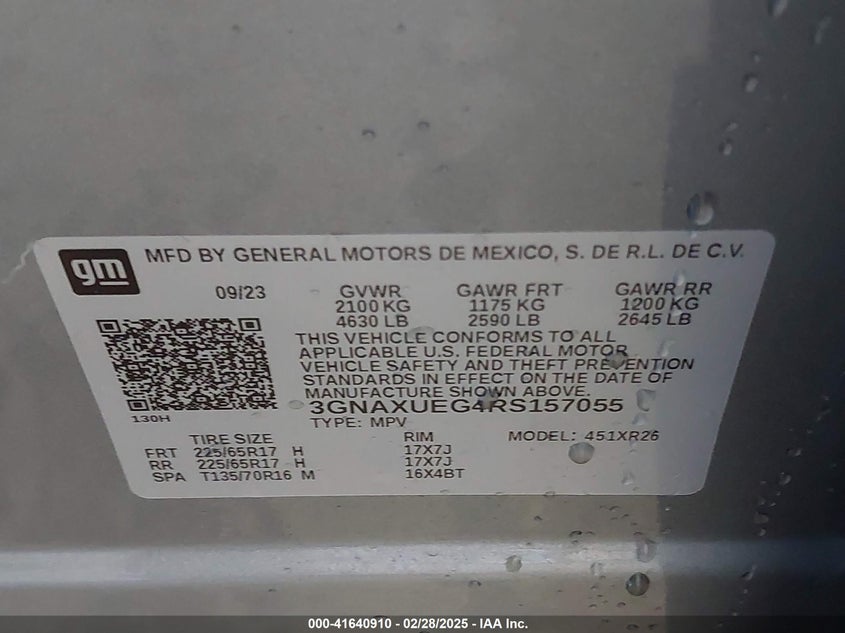 gm
MFD BY GENERAL MOTORS DE MEXICO, S. DE R.L. DE C.V.
09/23 GVWR GAWR FRT GAWR RR
2100 KG 1175 KG 1200 KG
4630 LB 2590 LB 2645 LB
THIS VEHICLE CONFORMS TO ALL
APPLICABLE U.S. FEDERAL MOTOR
VEHICLE SAFETY AND THEFT PREVENTION
STANDARDS IN EFFECT ON THE DATE OF
MANUFACTURE SHOWN ABOVE.
3GNAXUEG4RS157055
130H
TYPE: MPV
TIRE SIZE RIM MODEL: 451XR26
FRT 225/65R17 H 17X7J
RR 225/65R17 H 17X7J
SPA T135/70R16 M 16X4BT
000-41640910 - 02/28/2025 - IAA Inc.